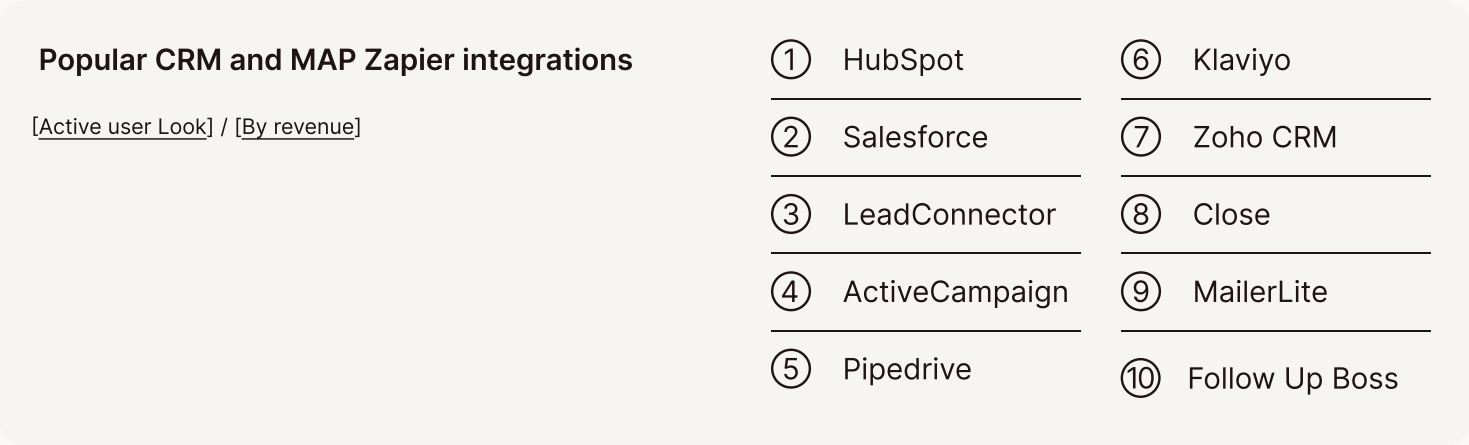 Popular CRM and MAP Zapier integrations
[Active user Look] / [By revenue]
1 HubSpot
2 Salesforce
3 LeadConnector
4 ActiveCampaign
5 Pipedrive
6 Klaviyo
7 Zoho CRM
8 Close
9 MailerLite
10 Follow Up Boss